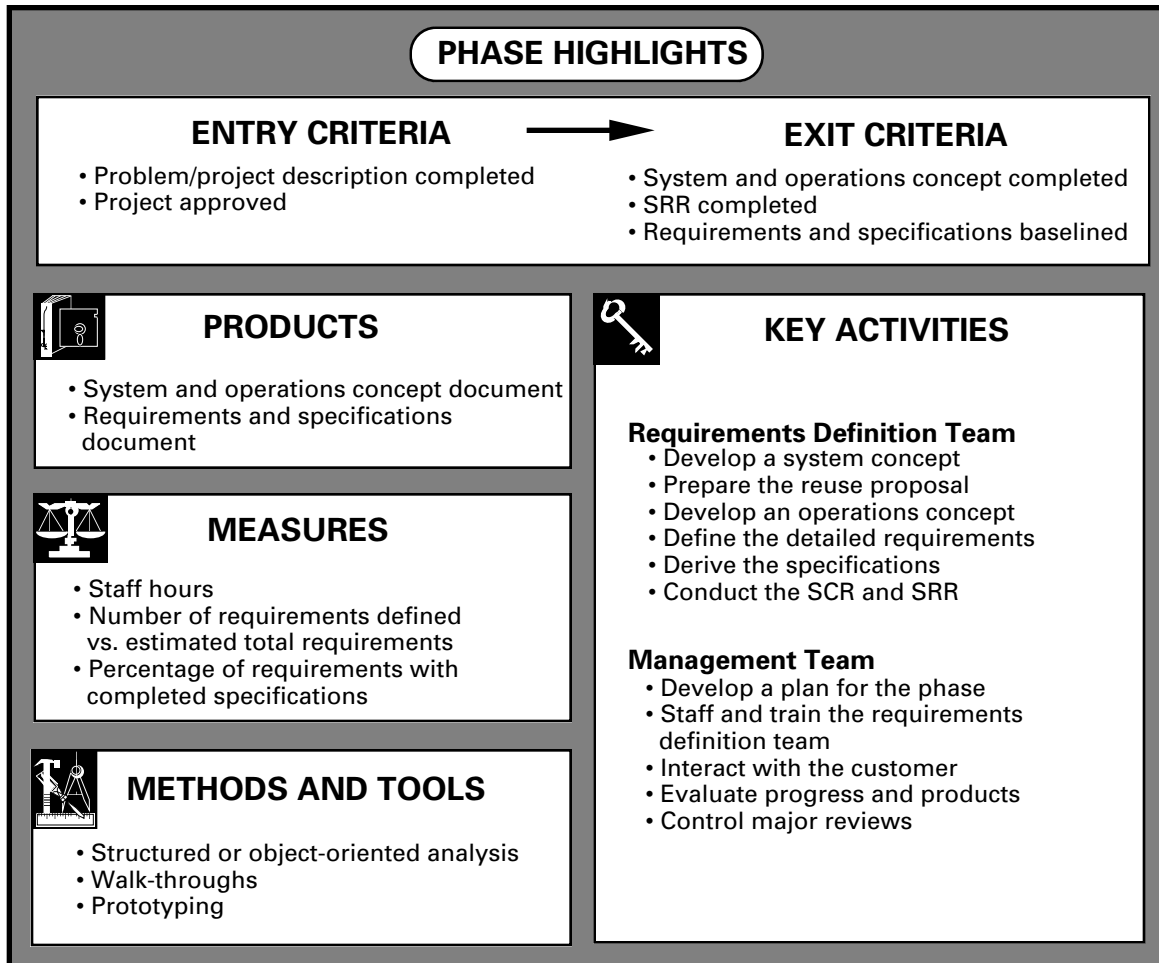 PHASE HIGHLIGHTS
ENTRY CRITERIA
• Problem/project description completed
• Project approved
EXIT CRITERIA
• System and operations concept completed
• SRR completed
• Requirements and specifications baselined
PRODUCTS
• System and operations concept document
• Requirements and specifications
document
MEASURES
• Staff hours
• Number of requirements defined
vs. estimated total requirements
• Percentage of requirements with
completed specifications
METHODS AND TOOLS
• Structured or object-oriented analysis
• Walk-throughs
• Prototyping
KEY ACTIVITIES
Requirements Definition Team
• Develop a system concept
• Prepare the reuse proposal
• Develop an operations concept
• Define the detailed requirements
• Derive the specifications
• Conduct the SCR and SRR
Management Team
• Develop a plan for the phase
• Staff and train the requirements
definition team
• Interact with the customer
• Evaluate progress and products
• Control major reviews